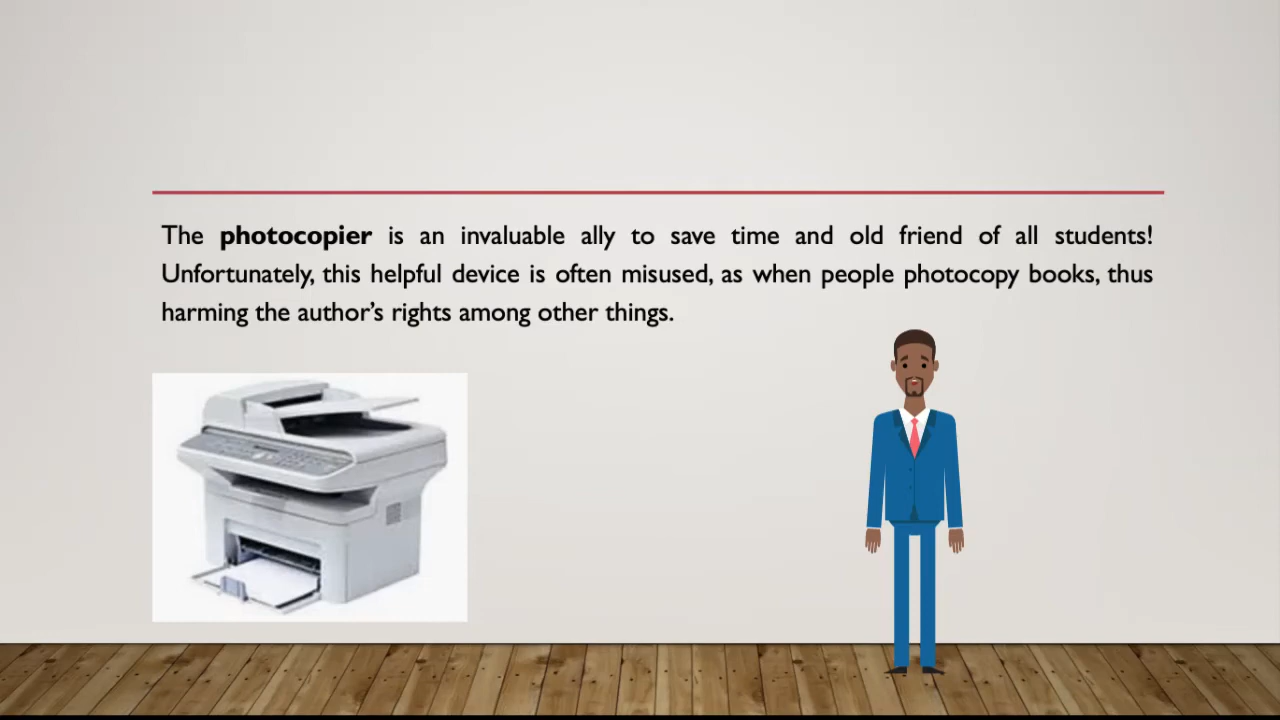 The photocopier is an invaluable ally to save time and old friend of all students!
Unfortunately, this helpful device is often misused, as when people photocopy books, thus
harming the author’s rights among other things.